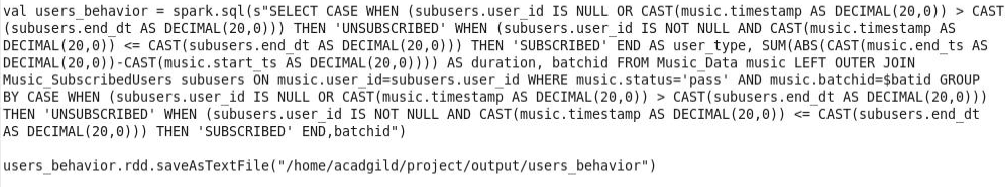 val users_behavior = spark.sql(s"SELECT CASE WHEN (subusers.user_id IS NULL OR CAST(music.timestamp AS DECIMAL(20,0)) > CAST
(subusers.end_dt AS DECIMAL(20,0))) THEN 'UNSUBSCRIBED' WHEN (subusers.user_id IS NOT NULL AND CAST(music.timestamp AS
DECIMAL(20,0)) <= CAST(subusers.end_dt AS DECIMAL(20,0))) THEN 'SUBSCRIBED' END AS user_type, SUM(ABS(CAST(music.end_ts AS
DECIMAL(20,0))-CAST(music.start_ts AS DECIMAL(20,0)))) AS duration, batchid FROM Music_Data music LEFT OUTER JOIN
Music_SubscribedUsers subusers ON music.user_id=subusers.user_id WHERE music.status='pass' AND music.batchid=$batid GROUP
BY CASE WHEN (subusers.user_id IS NULL OR CAST(music.timestamp AS DECIMAL(20,0)) > CAST(subusers.end_dt AS DECIMAL(20,0)))
THEN 'UNSUBSCRIBED' WHEN (subusers.user_id IS NOT NULL AND CAST(music.timestamp AS DECIMAL(20,0)) <= CAST(subusers.end_dt
AS DECIMAL(20,0))) THEN 'SUBSCRIBED' END,batchid")
users_behavior.rdd.saveAsTextFile("/home/acadgild/project/output/users_behavior")